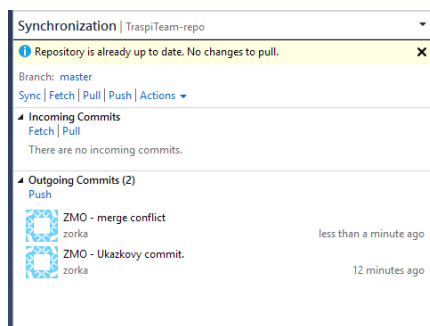 Synchronization | TraspiTeam-repo
Repository is already up to date. No changes to pull.
Branch: master
Sync | Fetch | Pull | Push | Actions
Incoming Commits
Fetch | Pull
There are no incoming commits.
Outgoing Commits (2)
Push
ZMO - merge conflict
zorka less than a minute ago
ZMO - Ukazkovy commit.
zorka 12 minutes ago